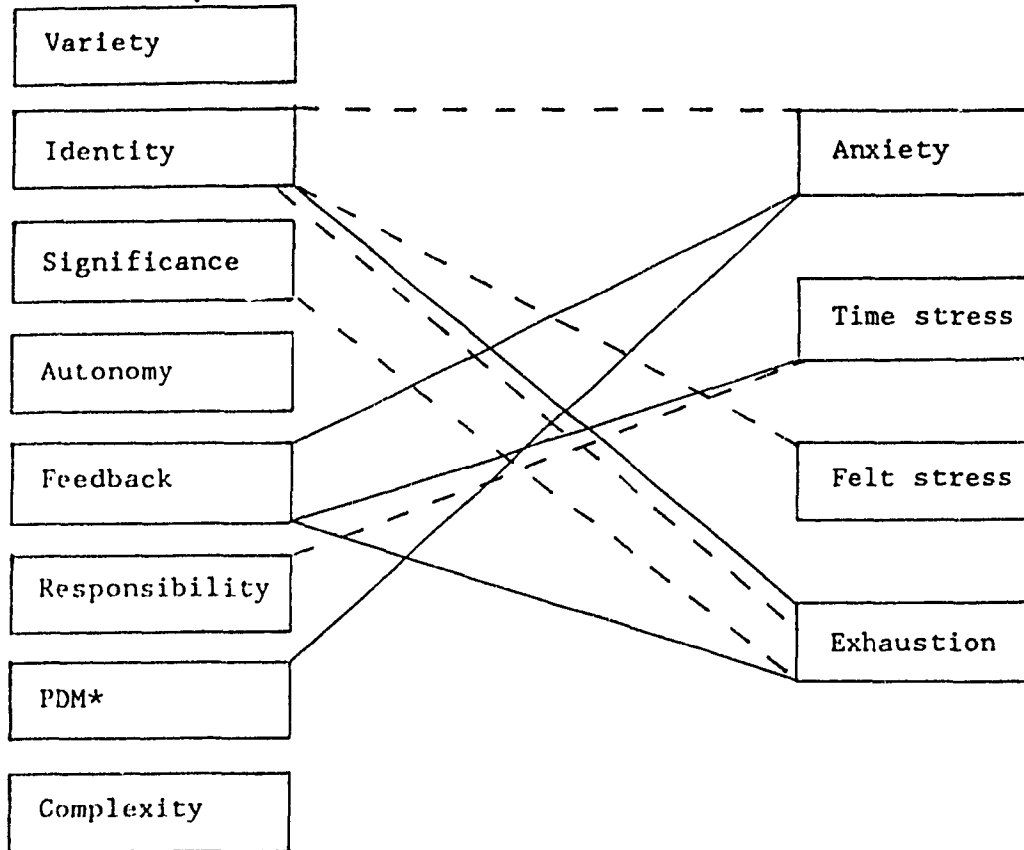 Variety
Identity
Significance
Autonomy
Feedback
Responsibility
PDM*
Complexity
Anxiety
Time stress
Felt stress
Exhaustion